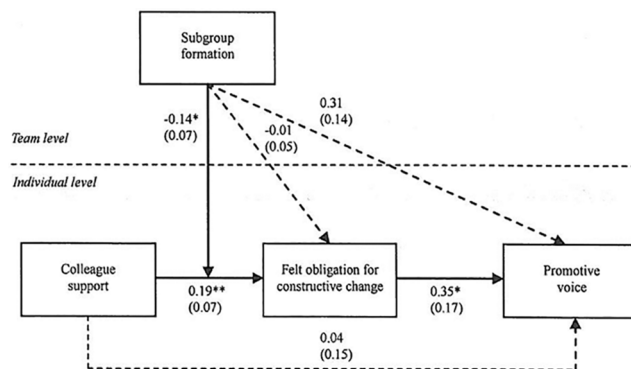 Subgroup
formation
-0.14*
(0.07)
-0.01
(0.05)
0.31
(0.14)
Team level
Individual level
Colleague
support
0.19**
(0.07)
Felt obligation for
constructive change
0.35*
(0.17)
Promotive
voice
0.04
(0.15)